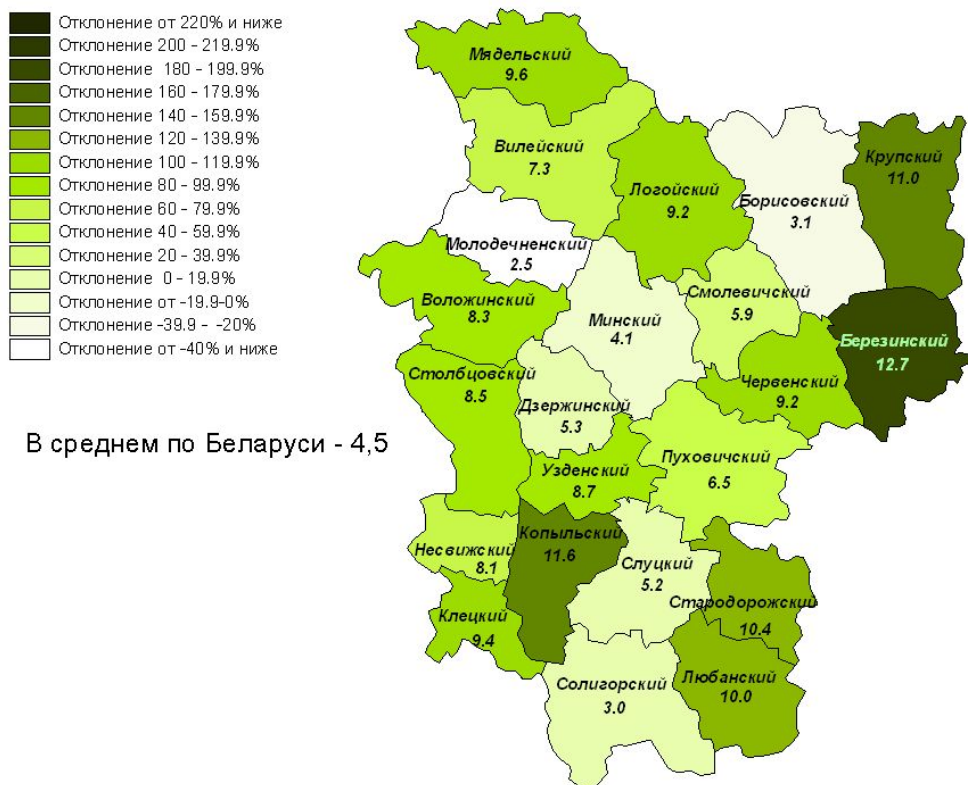 Отклонение от 220% и ниже
Отклонение 200 - 219.9%
Отклонение 180 - 199.9%
Отклонение 160 - 179.9%
Отклонение 140 - 159.9%
Отклонение 120 - 139.9%
Отклонение 100 - 119.9%
Отклонение 80 - 99.9%
Отклонение 60 - 79.9%
Отклонение 40 - 59.9%
Отклонение 20 - 39.9%
Отклонение 0 - 19.9%
Отклонение от -19.9-0%
Отклонение -39.9 - -20%
Отклонение от -40% и ниже
В среднем по Беларуси - 4,5
Мядельский
9.6
Вилейский
7.3
Логойский
9.2
Борисовский
3.1
Крупский
11.0
Молодечненский
2.5
Воложинский
8.3
Минский
4.1
Смолевичский
5.9
Березинский
12.7
Столбцовский
8.5
Дзержинский
5.3
Червенский
9.2
Узденский
8.7
Пуховичский
6.5
Несвижский
8.1
Копыльский
11.6
Слуцкий
5.2
Стародорожский
10.4
Клецкий
9.4
Солигорский
3.0
Любанский
10.0